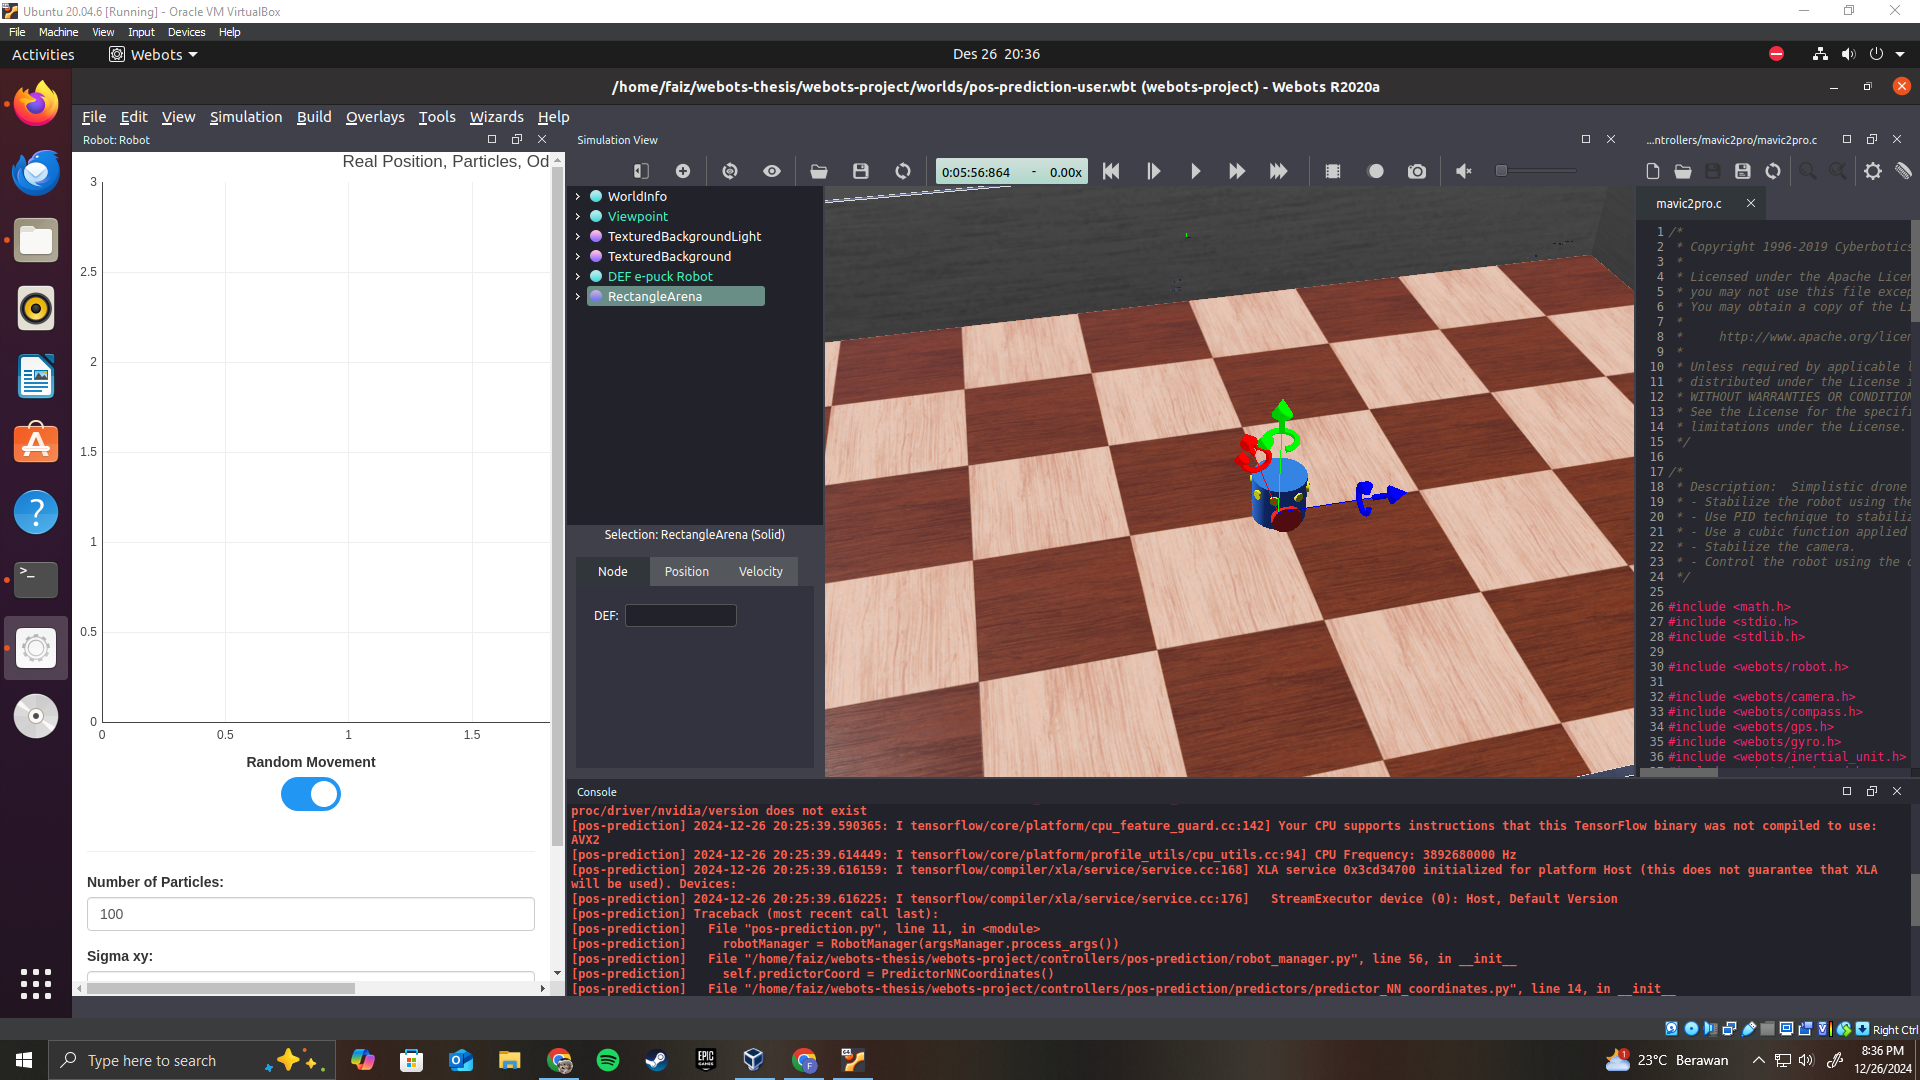 Ubuntu 20.04.6 [Running] - Oracle VM VirtualBox
File Machine View Input Devices Help
Activities Webots Des 26 20:36
/home/faiz/webots-thesis/webots-project/worlds/pos-prediction-user.wbt (webots-project) - Webots R2020a
File Edit View Simulation Build Overlays Tools Wizards Help
Robot: Robot
Real Position, Particles, Od
3
2.5
2
1.5
1
0.5
0
0 0.5 1 1.5
Random Movement
Number of Particles:
100
Sigma xy:
Simulation View
0:05:56:864 - 0.00x
WorldInfo
Viewpoint
TexturedBackgroundLight
TexturedBackground
DEF e-puck Robot
RectangleArena
Selection: RectangleArena (Solid)
Node Position Velocity
DEF:
...ntrollers/mavic2pro/mavic2pro.c
mavic2pro.c
1 /*
2 * Copyright 1996-2019 Cyberbotics
3 *
4 * Licensed under the Apache Licen
5 * you may not use this file excep
6 * You may obtain a copy of the Li
7 *
8 * http://www.apache.org/licen
9 *
10 * Unless required by applicable l
11 * distributed under the License i
12 * WITHOUT WARRANTIES OR CONDITION
13 * See the License for the specifi
14 * limitations under the License.
15 */
16
17 /*
18 * Description: Simplistic drone
19 * - Stabilize the robot using the
20 * - Use PID technique to stabiliz
21 * - Use a cubic function applied
22 * - Stabilize the camera.
23 * - Control the robot using the c
24 */
25
26 #include <math.h>
27 #include <stdio.h>
28 #include <stdlib.h>
29
30 #include <webots/robot.h>
31
32 #include <webots/camera.h>
33 #include <webots/compass.h>
34 #include <webots/gps.h>
35 #include <webots/gyro.h>
36 #include <webots/inertial_unit.h>
Console
proc/driver/nvidia/version does not exist
[pos-prediction] 2024-12-26 20:25:39.590365: I tensorflow/core/platform/cpu_feature_guard.cc:142] Your CPU supports instructions that this TensorFlow binary was not compiled to use:
AVX2
[pos-prediction] 2024-12-26 20:25:39.614449: I tensorflow/core/platform/profile_utils/cpu_utils.cc:94] CPU Frequency: 3892680000 Hz
[pos-prediction] 2024-12-26 20:25:39.616159: I tensorflow/compiler/xla/service/service.cc:168] XLA service 0x3cd34700 initialized for platform Host (this does not guarantee that XLA
will be used). Devices:
[pos-prediction] 2024-12-26 20:25:39.616225: I tensorflow/compiler/xla/service/service.cc:176] StreamExecutor device (0): Host, Default Version
[pos-prediction] Traceback (most recent call last):
[pos-prediction] File "pos-prediction.py", line 11, in <module>
[pos-prediction] robotManager = RobotManager(argsManager.process_args())
[pos-prediction] File "/home/faiz/webots-thesis/webots-project/controllers/pos-prediction/robot_manager.py", line 56, in __init__
[pos-prediction] self.predictorCoord = PredictorNNCoordinates()
[pos-prediction] File "/home/faiz/webots-thesis/webots-project/controllers/pos-prediction/predictors/predictor_NN_coordinates.py", line 14, in __init__
Right Ctrl
Type here to search
EPIC GAMES
23°C Berawan
8:36 PM
12/26/2024